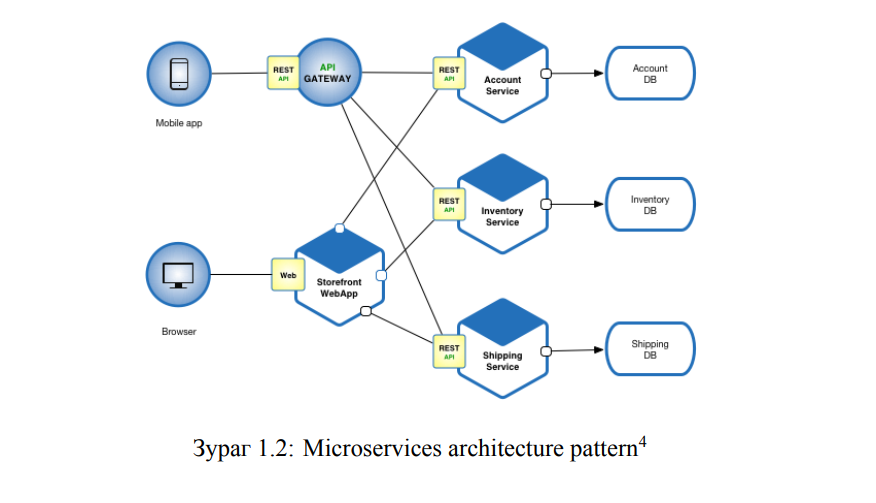 REST
API
API
GATEWAY
REST
API
Account
Service
Account
DB
Mobile app
REST
API
Inventory
Service
Inventory
DB
Web
Storefront
WebApp
Browser
REST
API
Shipping
Service
Shipping
DB
Зураг 1.2: Microservices architecture pattern4